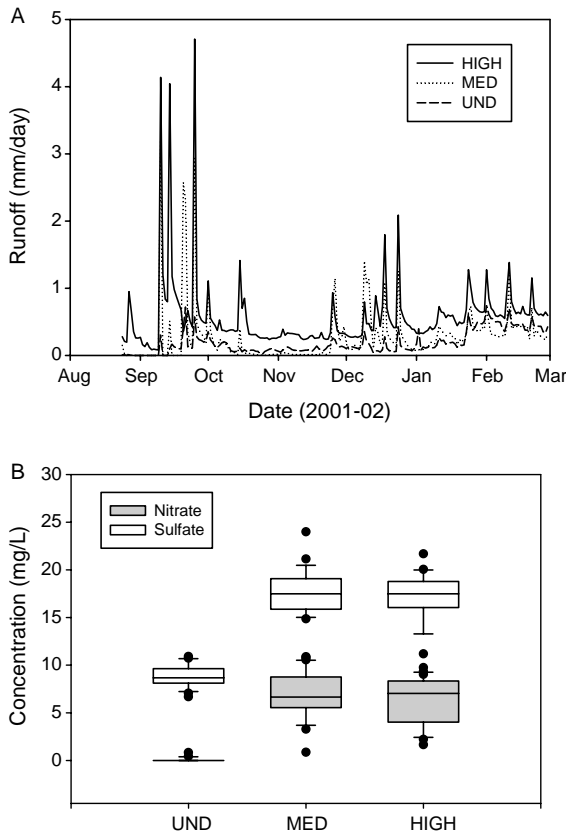 A
Runoff (mm/day)
5
4
3
2
1
0
HIGH
MED
UND
Aug Sep Oct Nov Dec Jan Feb Mar
Date (2001-02)
B
Concentration (mg/L)
30
25
20
15
10
5
0
Nitrate
Sulfate
UND MED HIGH